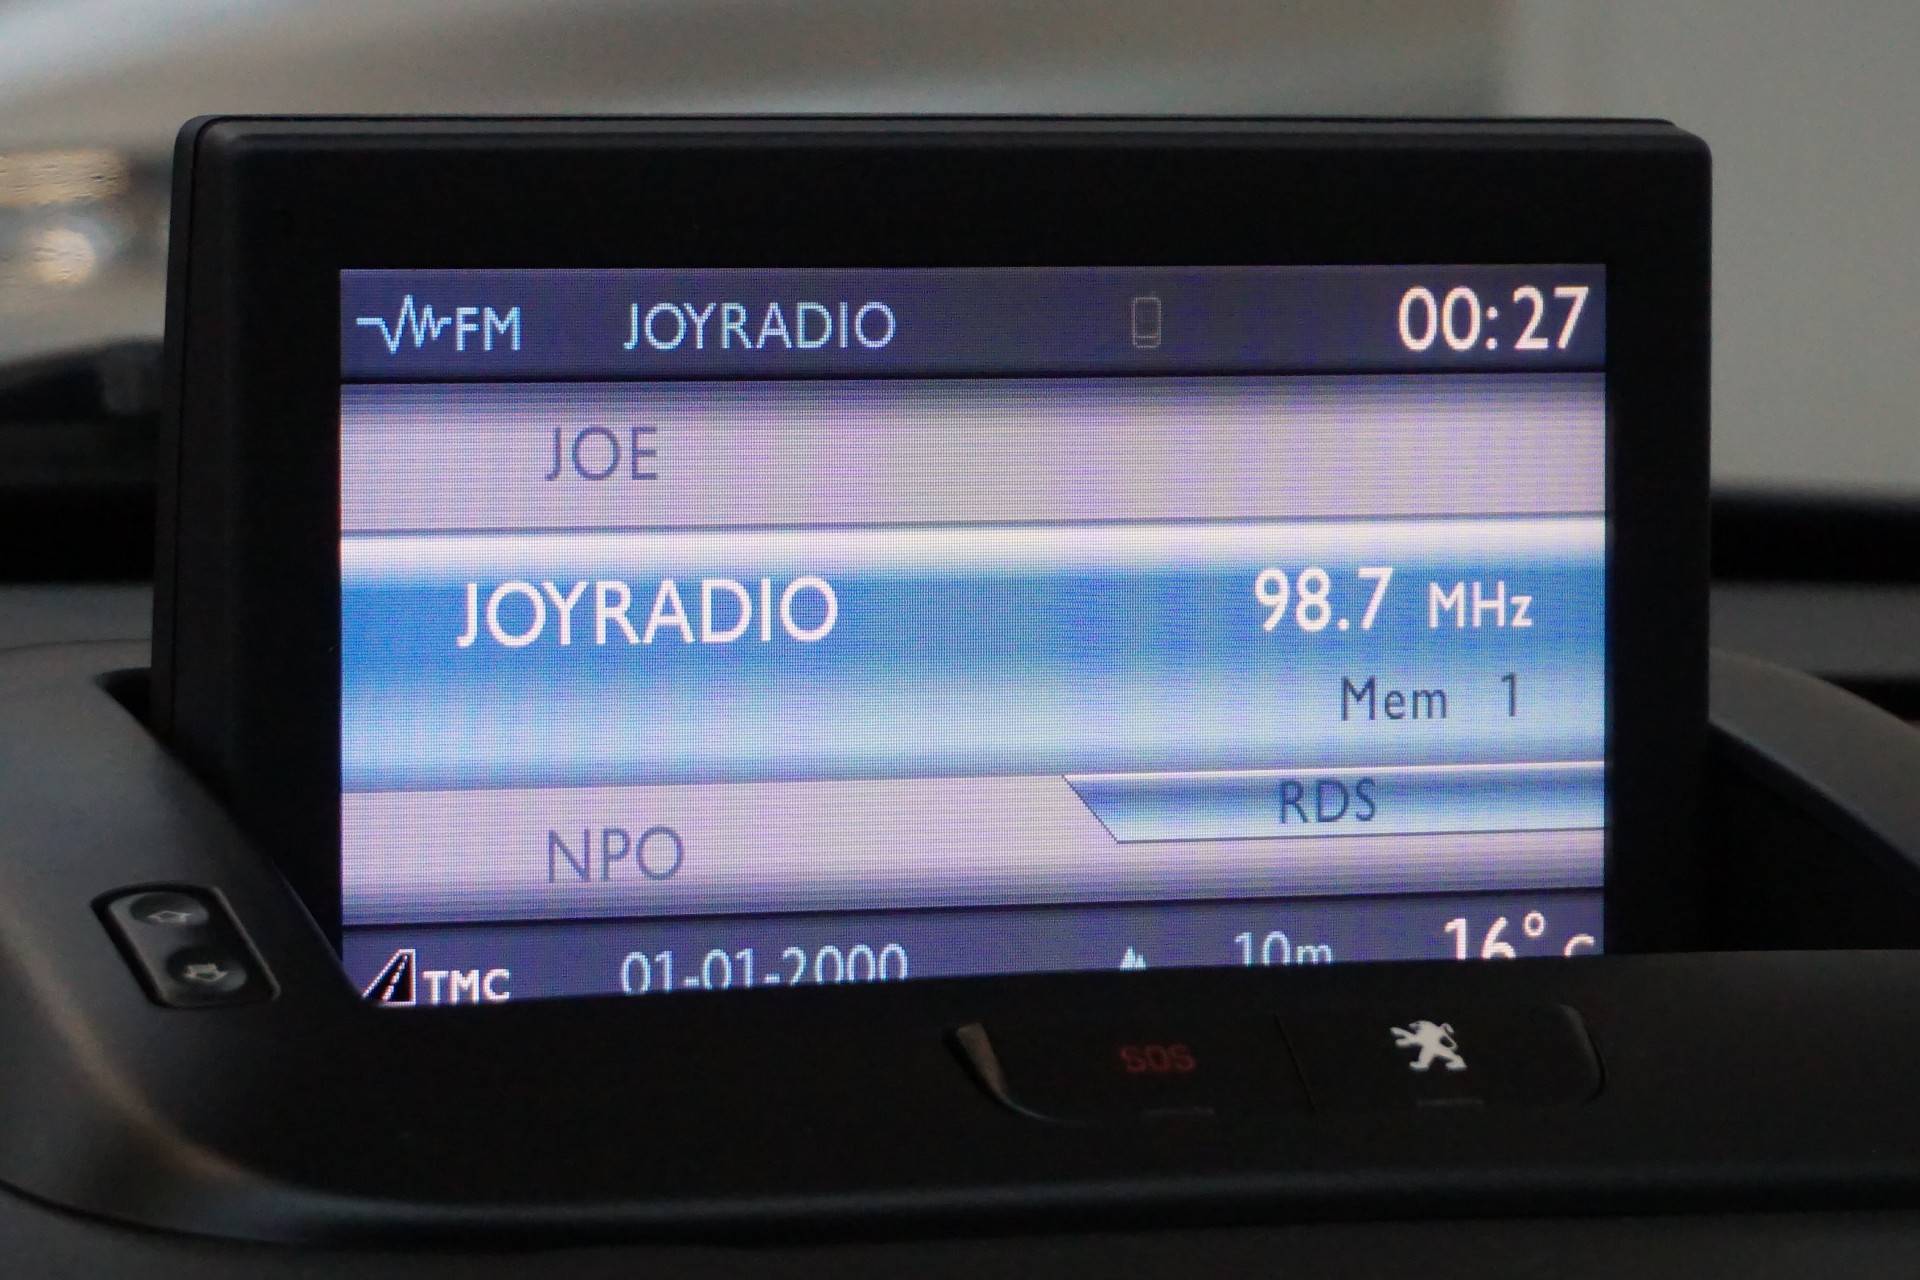 FM JOYRADIO 00:27
JOE
JOYRADIO 98.7 MHz
Mem 1
RDS
NPO
TMC 01-01-2000 10m 16° C
SOS